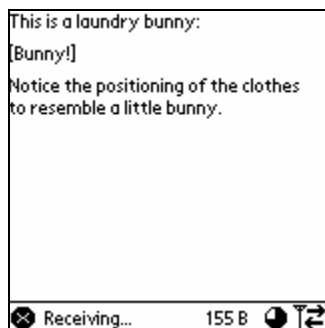 This is a laundry bunny:
[Bunny!]
Notice the positioning of the clothes
to resemble a little bunny.
Receiving... 155 B